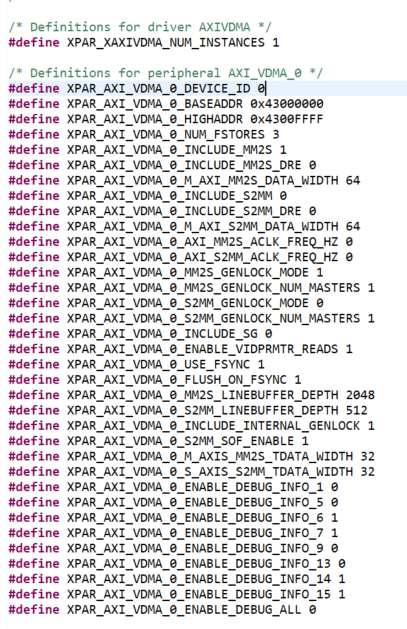 /* Definitions for driver AXIVDMA */
#define XPAR_XAXIVDMA_NUM_INSTANCES 1
/* Definitions for peripheral AXI_VDMA_0 */
#define XPAR_AXI_VDMA_0_DEVICE_ID 0
#define XPAR_AXI_VDMA_0_BASEADDR 0x43000000
#define XPAR_AXI_VDMA_0_HIGHADDR 0x4300FFFF
#define XPAR_AXI_VDMA_0_NUM_FSTORES 3
#define XPAR_AXI_VDMA_0_INCLUDE_MM2S 1
#define XPAR_AXI_VDMA_0_INCLUDE_MM2S_DRE 0
#define XPAR_AXI_VDMA_0_M_AXI_MM2S_DATA_WIDTH 64
#define XPAR_AXI_VDMA_0_INCLUDE_S2MM 0
#define XPAR_AXI_VDMA_0_INCLUDE_S2MM_DRE 0
#define XPAR_AXI_VDMA_0_M_AXI_S2MM_DATA_WIDTH 64
#define XPAR_AXI_VDMA_0_AXI_MM2S_ACLK_FREQ_HZ 0
#define XPAR_AXI_VDMA_0_AXI_S2MM_ACLK_FREQ_HZ 0
#define XPAR_AXI_VDMA_0_MM2S_GENLOCK_MODE 1
#define XPAR_AXI_VDMA_0_MM2S_GENLOCK_NUM_MASTERS 1
#define XPAR_AXI_VDMA_0_S2MM_GENLOCK_MODE 0
#define XPAR_AXI_VDMA_0_S2MM_GENLOCK_NUM_MASTERS 1
#define XPAR_AXI_VDMA_0_INCLUDE_SG 0
#define XPAR_AXI_VDMA_0_ENABLE_VIDPRMTR_READS 1
#define XPAR_AXI_VDMA_0_USE_FSYNC 1
#define XPAR_AXI_VDMA_0_FLUSH_ON_FSYNC 1
#define XPAR_AXI_VDMA_0_MM2S_LINEBUFFER_DEPTH 2048
#define XPAR_AXI_VDMA_0_S2MM_LINEBUFFER_DEPTH 512
#define XPAR_AXI_VDMA_0_INCLUDE_INTERNAL_GENLOCK 1
#define XPAR_AXI_VDMA_0_S2MM_SOF_ENABLE 1
#define XPAR_AXI_VDMA_0_M_AXIS_MM2S_TDATA_WIDTH 32
#define XPAR_AXI_VDMA_0_S_AXIS_S2MM_TDATA_WIDTH 32
#define XPAR_AXI_VDMA_0_ENABLE_DEBUG_INFO_1 0
#define XPAR_AXI_VDMA_0_ENABLE_DEBUG_INFO_5 0
#define XPAR_AXI_VDMA_0_ENABLE_DEBUG_INFO_6 1
#define XPAR_AXI_VDMA_0_ENABLE_DEBUG_INFO_7 1
#define XPAR_AXI_VDMA_0_ENABLE_DEBUG_INFO_9 0
#define XPAR_AXI_VDMA_0_ENABLE_DEBUG_INFO_13 0
#define XPAR_AXI_VDMA_0_ENABLE_DEBUG_INFO_14 1
#define XPAR_AXI_VDMA_0_ENABLE_DEBUG_INFO_15 1
#define XPAR_AXI_VDMA_0_ENABLE_DEBUG_ALL 0